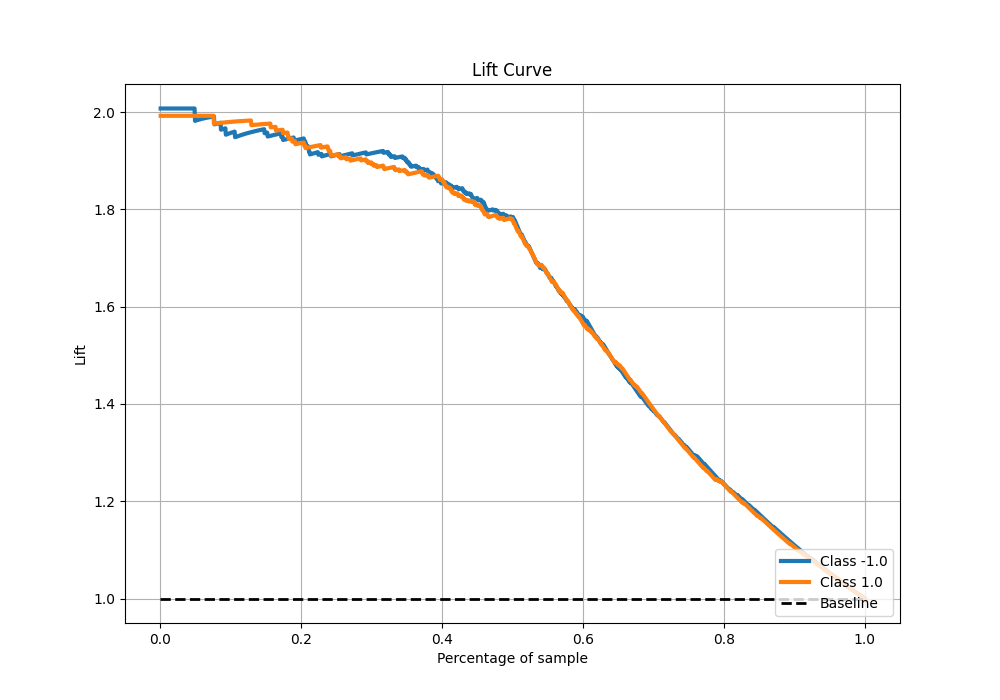 Lift Curve
Lift
2.0
1.8
1.6
1.4
1.2
1.0
0.0 0.2 0.4 0.6 0.8 1.0
Percentage of sample
Class -1.0
Class 1.0
Baseline